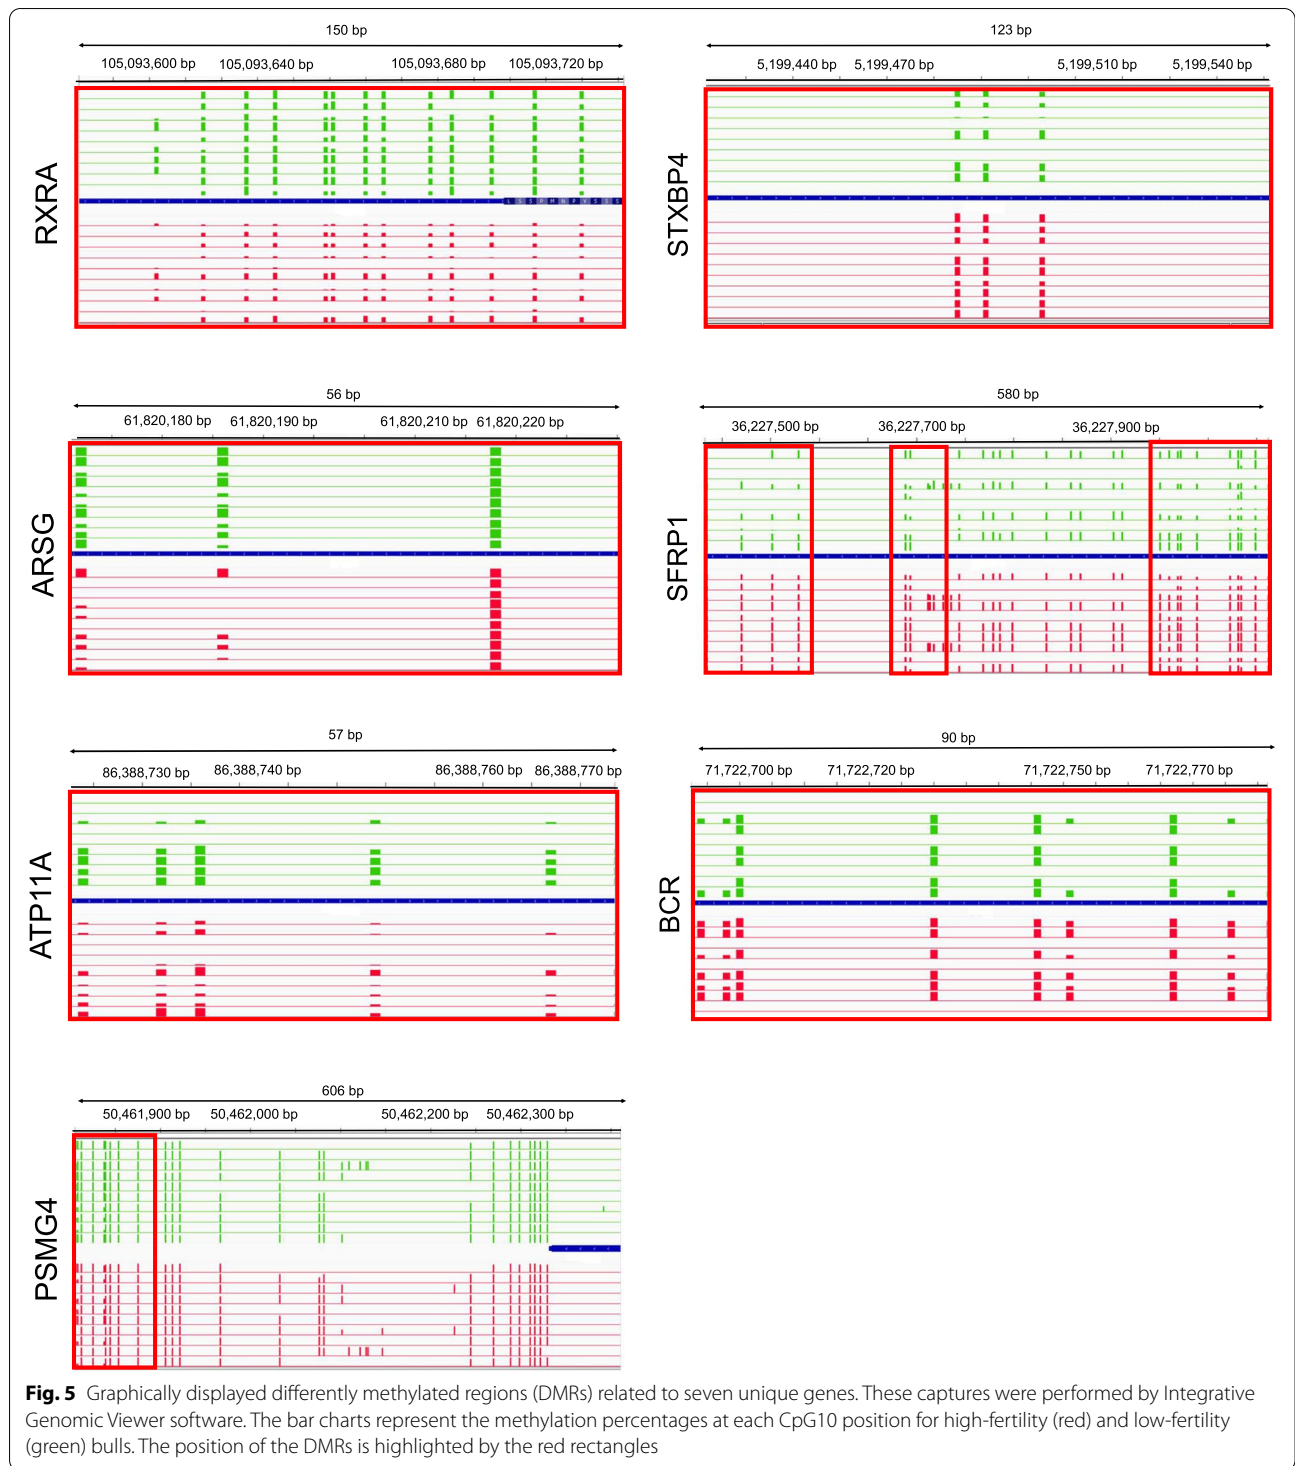 150 bp
105,093,600 bp 105,093,640 bp 105,093,680 bp 105,093,720 bp
RXRA
L S S P M N P V S S S
123 bp
5,199,440 bp 5,199,470 bp 5,199,510 bp 5,199,540 bp
STXBP4
56 bp
61,820,180 bp 61,820,190 bp 61,820,210 bp 61,820,220 bp
ARSG
580 bp
36,227,500 bp 36,227,700 bp 36,227,900 bp
SFRP1
57 bp
86,388,730 bp 86,388,740 bp 86,388,760 bp 86,388,770 bp
ATP11A
90 bp
71,722,700 bp 71,722,720 bp 71,722,750 bp 71,722,770 bp
BCR
606 bp
50,461,900 bp 50,462,000 bp 50,462,200 bp 50,462,300 bp
PSMG4
Fig. 5 Graphically displayed differently methylated regions (DMRs) related to seven unique genes. These captures were performed by Integrative
Genomic Viewer software. The bar charts represent the methylation percentages at each CpG10 position for high-fertility (red) and low-fertility
(green) bulls. The position of the DMRs is highlighted by the red rectangles